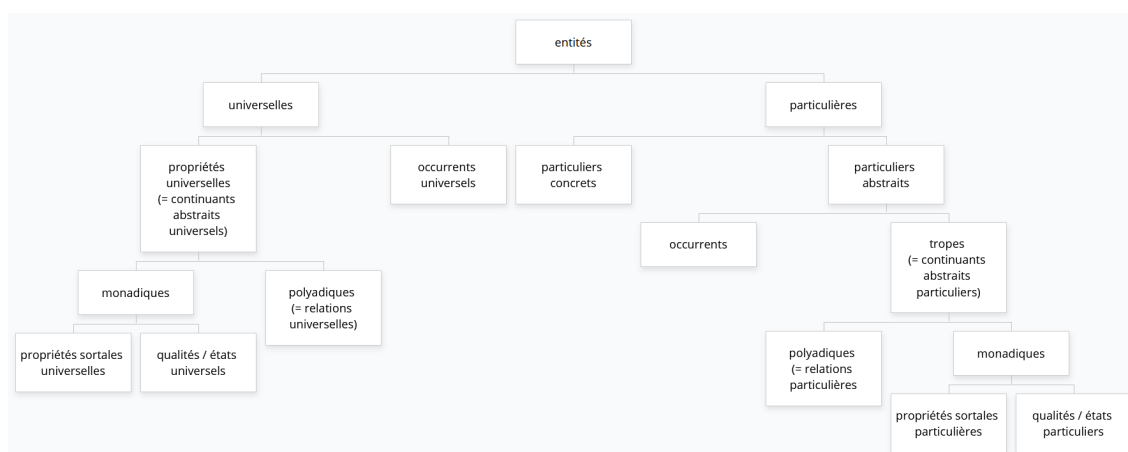 entités
universelles
particulières
propriétés
universelles
(= continuants
abstraits
universels)
occurrents
universels
particuliers
concrets
particuliers
abstraits
occurrents
tropes
(= continuants
abstraits
particuliers)
monadiques
polyadiques
(= relations
universelles)
polyadiques
(= relations
particulières
monadiques
propriétés sortales
universelles
qualités / états
universels
propriétés sortales
particulières
qualités / états
particuliers